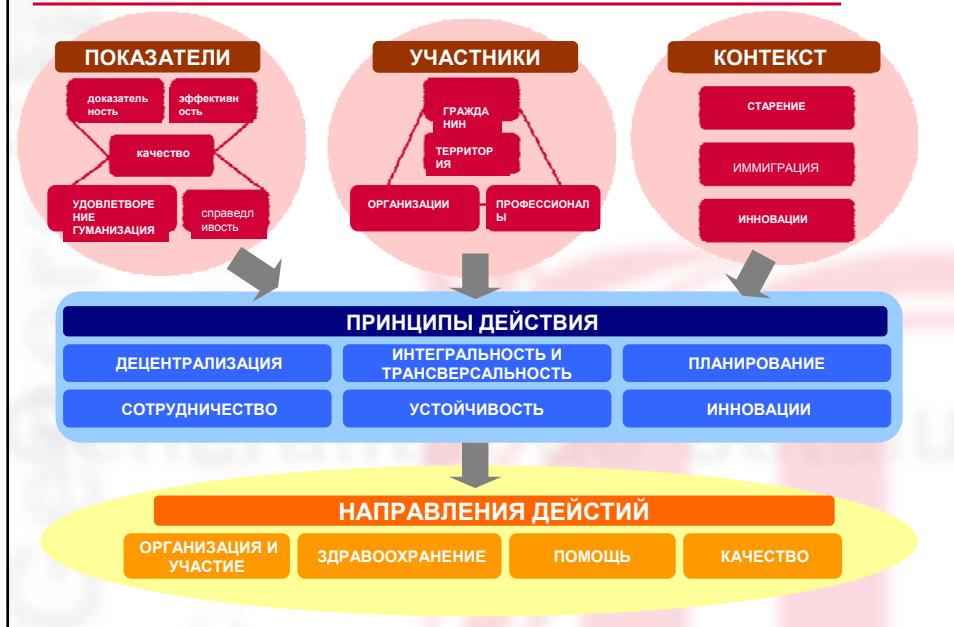 ПОКАЗАТЕЛИ
доказатель
ность
эффективн
ость
качество
УДОВЛЕТВОРЕ
НИЕ
ГУМАНИЗАЦИЯ
справедл
ивость
УЧАСТНИКИ
ГРАЖДА
НИН
ТЕРРИТОР
ИЯ
ОРГАНИЗАЦИИ
ПРОФЕССИОНАЛ
Ы
КОНТЕКСТ
СТАРЕНИЕ
ИММИГРАЦИЯ
ИННОВАЦИИ
ПРИНЦИПЫ ДЕЙСТВИЯ
ДЕЦЕНТРАЛИЗАЦИЯ
ИНТЕГРАЛЬНОСТЬ И
ТРАНСВЕРСАЛЬНОСТЬ
ПЛАНИРОВАНИЕ
СОТРУДНИЧЕСТВО
УСТОЙЧИВОСТЬ
ИННОВАЦИИ
НАПРАВЛЕНИЯ ДЕЙСТИЙ
ОРГАНИЗАЦИЯ И
УЧАСТИЕ
ЗДРАВООХРАНЕНИЕ
ПОМОЩЬ
КАЧЕСТВО